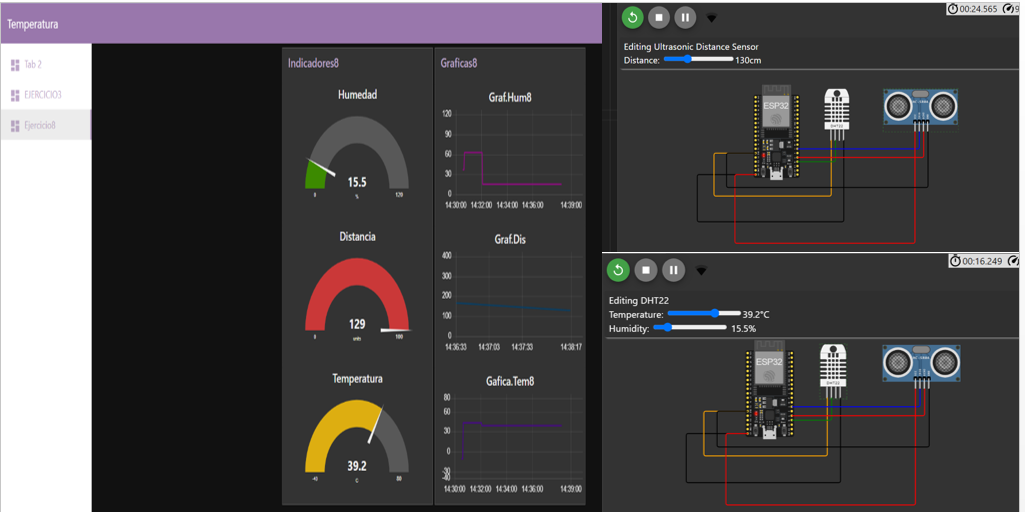 Temperatura
Tab 2
EJERCICIO3
Ejercicio8
Indicadores8
Humedad
15.5
%
0
120
Distancia
129
units
0
100
Temperatura
39.2
C
-45
80
Graficas8
Graf.Hum8
120
90
60
30
0
14:30:00 14:32:00 14:34:00 14:36:00 14:39:00
Graf.Dis
400
300
200
100
0
14:36:33 14:37:03 14:37:33 14:38:17
Gafica.Tem8
80
60
30
0
-30
14:30:00 14:32:00 14:34:00 14:36:00 14:39:00
00:24.565
Editing Ultrasonic Distance Sensor
Distance: 130cm
ESP32
DHT22
00:16.249
Editing DHT22
Temperature: 39.2°C
Humidity: 15.5%
ESP32
DHT22